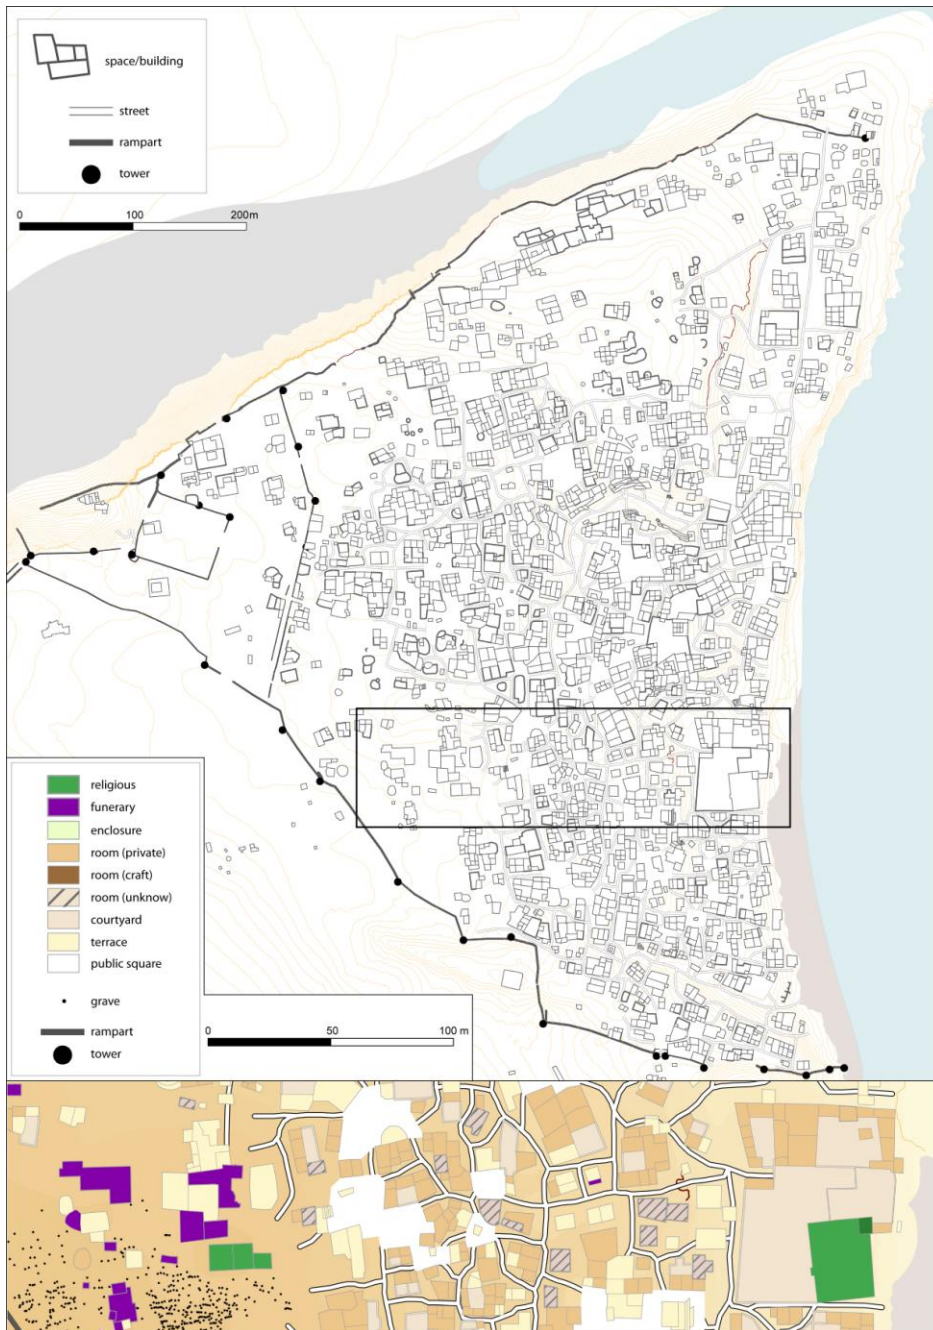 space/building
street
rampart
tower
0 100 200m
religious
funerary
enclosure
room (private)
room (craft)
room (unknow)
courtyard
terrace
public square
grave
rampart
tower
0 50 100 m